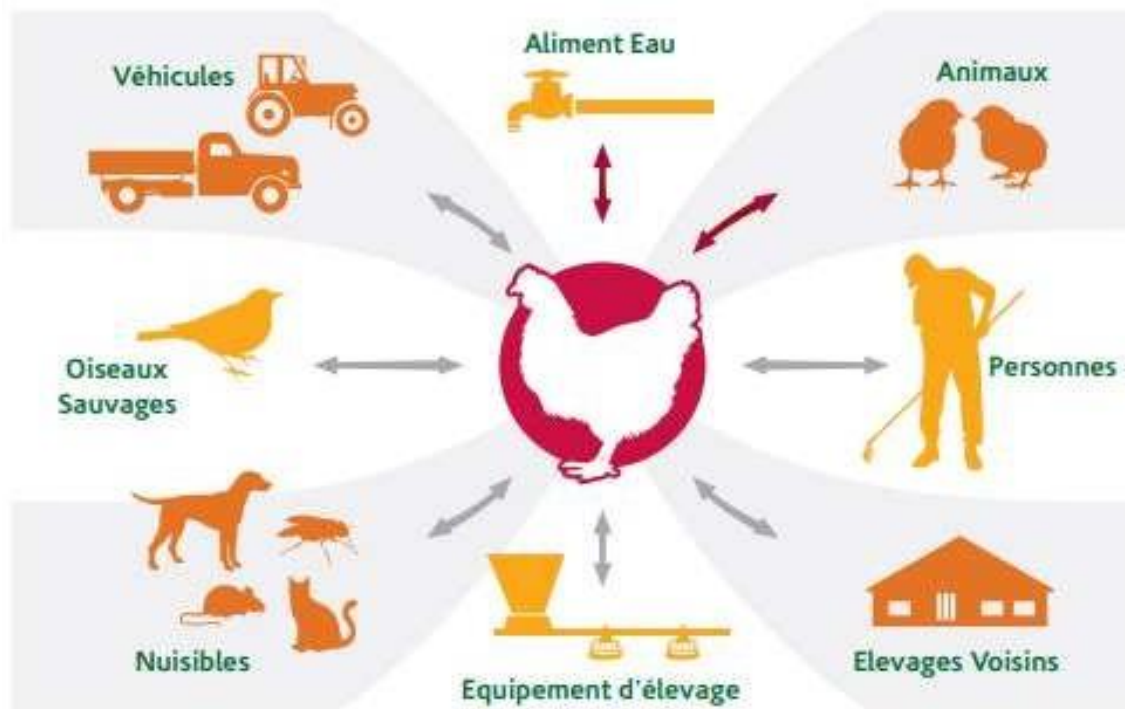 Aliment Eau
Véhicules
Animaux
Oiseaux
Sauvages
Personnes
Nuisibles
Equipement d'élevage
Elevages Voisins